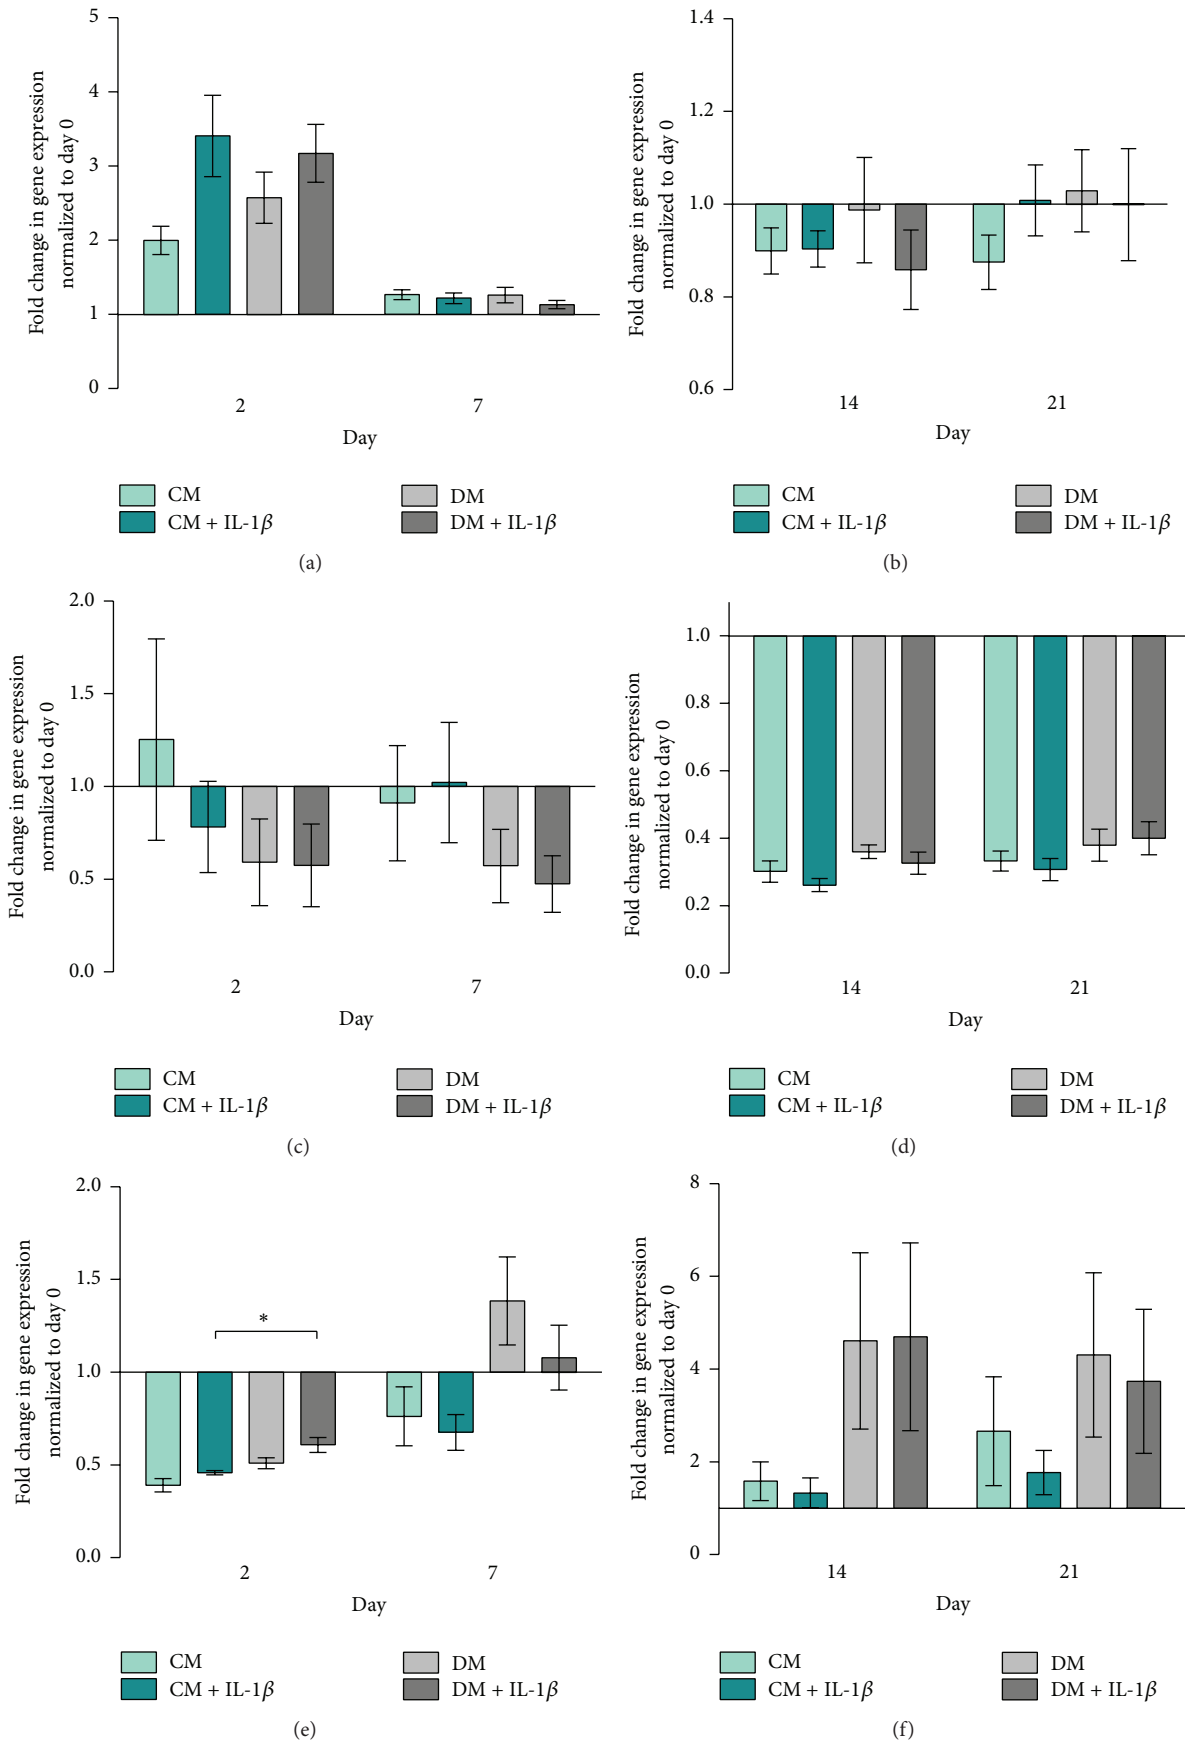 Fold change in gene expression
normalized to day 0
5
4
3
2
1
0
2
7
Day
CM
DM
CM + IL-1β
DM + IL-1β
(a)
Fold change in gene expression
normalized to day 0
1.4
1.2
1.0
0.8
0.6
14
21
Day
CM
DM
CM + IL-1β
DM + IL-1β
(b)
Fold change in gene expression
normalized to day 0
2.0
1.5
1.0
0.5
0.0
2
7
Day
CM
DM
CM + IL-1β
DM + IL-1β
(c)
Fold change in gene expression
normalized to day 0
1.0
0.8
0.6
0.4
0.2
0.0
14
21
Day
CM
DM
CM + IL-1β
DM + IL-1β
(d)
Fold change in gene expression
normalized to day 0
2.0
1.5
1.0
0.5
0.0
*
2
7
Day
CM
DM
CM + IL-1β
DM + IL-1β
(e)
Fold change in gene expression
normalized to day 0
8
6
4
2
0
14
21
Day
CM
DM
CM + IL-1β
DM + IL-1β
(f)